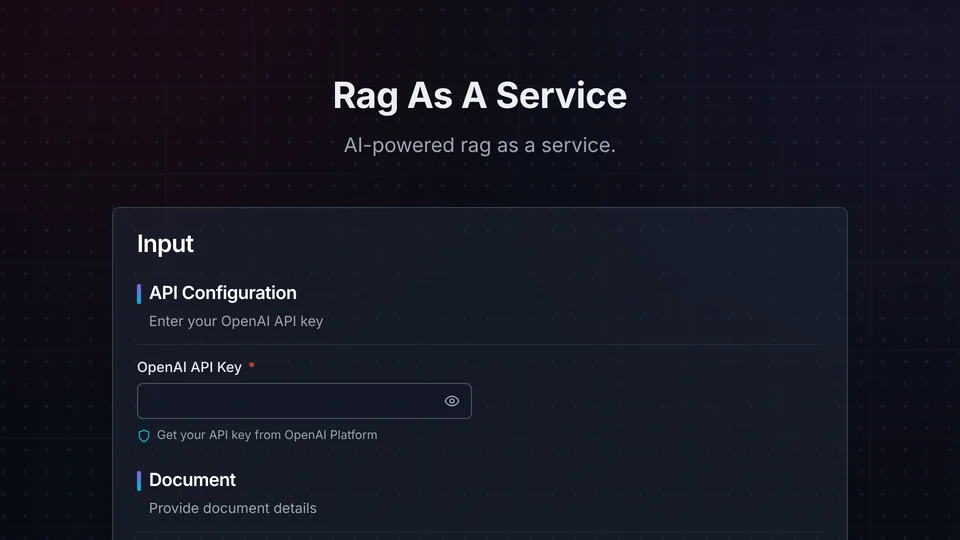 Rag As A Service
AI-powered rag as a service.
Input
API Configuration
Enter your OpenAI API key
OpenAI API Key *
Get your API key from OpenAI Platform
Document
Provide document details